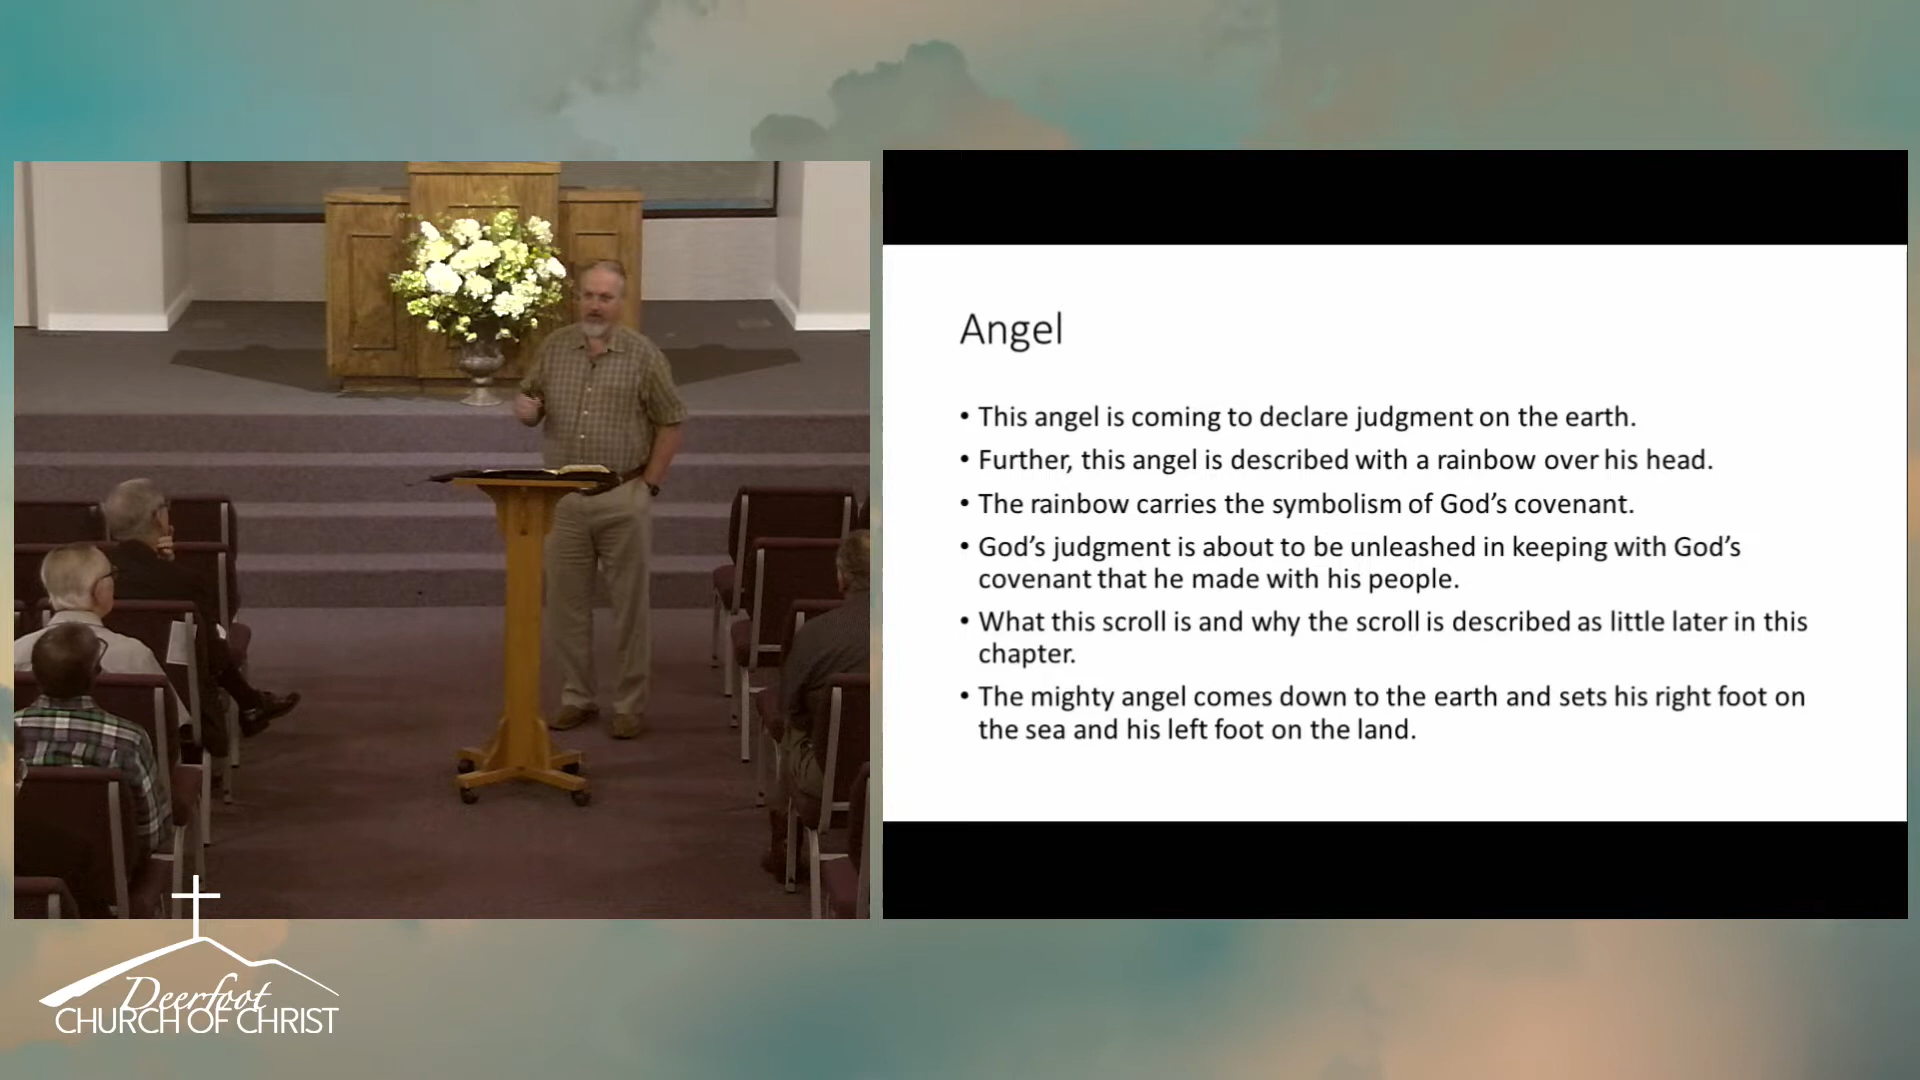 Angel
• This angel is coming to declare judgment on the earth.
• Further, this angel is described with a rainbow over his head.
• The rainbow carries the symbolism of God's covenant.
• God's judgment is about to be unleashed in keeping with God's
covenant that he made with his people.
• What this scroll is and why the scroll is described as little later in this
chapter.
• The mighty angel comes down to the earth and sets his right foot on
the sea and his left foot on the land.
Deerfoot
CHURCH OF CHRIST